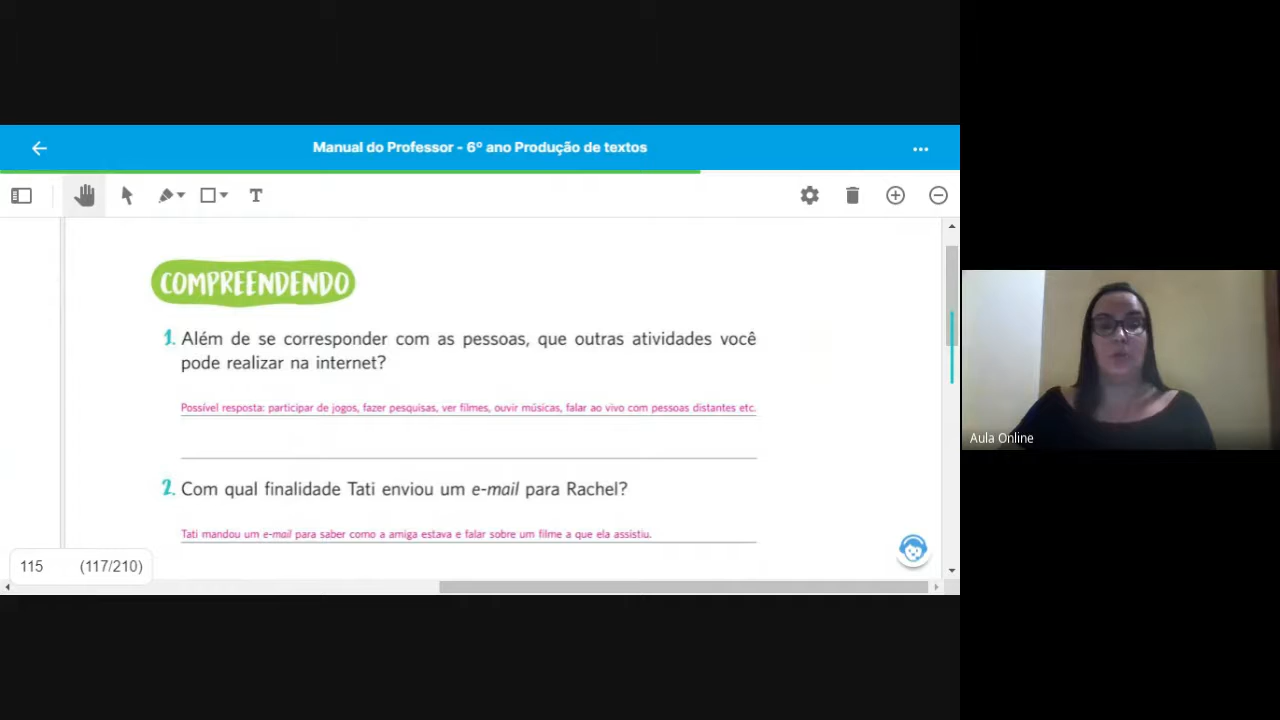 Manual do Professor - 6º ano Produção de textos
COMPREENDENDO
1. Além de se corresponder com as pessoas, que outras atividades você
pode realizar na internet?
Possível resposta: participar de jogos, fazer pesquisas, ver filmes, ouvir músicas, falar ao vivo com pessoas distantes etc.
2. Com qual finalidade Tati enviou um e-mail para Rachel?
Tati mandou um e-mail para saber como a amiga estava e falar sobre um filme a que ela assistiu.
115 (117/210)
Aula Online